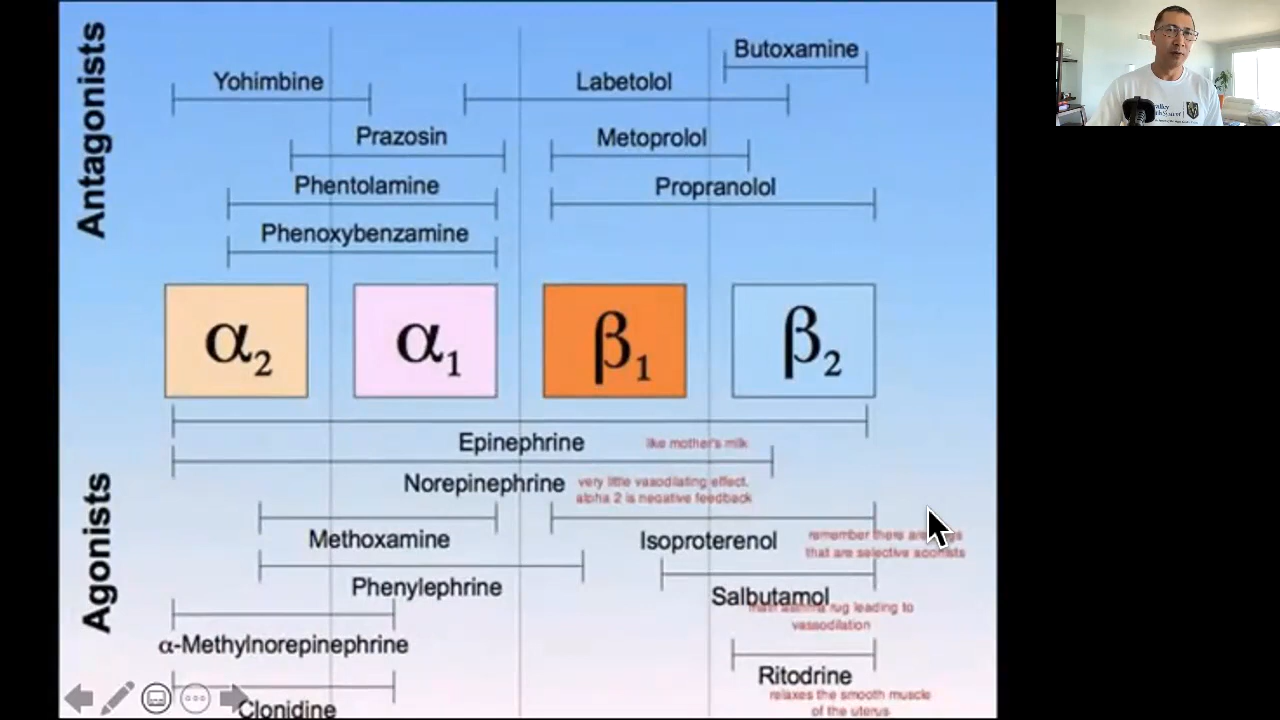 Antagonists
Butoxamine
Yohimbine
Labetolol
Prazosin
Metoprolol
Phentolamine
Propranolol
Phenoxybenzamine
α2
α1
β1
β2
Agonists
Epinephrine
like mother's milk
Norepinephrine
very little vasodilating effect.
alpha 2 is negative feedback
Methoxamine
Isoproterenol
remember there are
that are selective agonists
Phenylephrine
Salbutamol
leading to
vasodilation
α-Methylnorepinephrine
Ritodrine
relaxes the smooth muscle
of the uterus
Clonidine